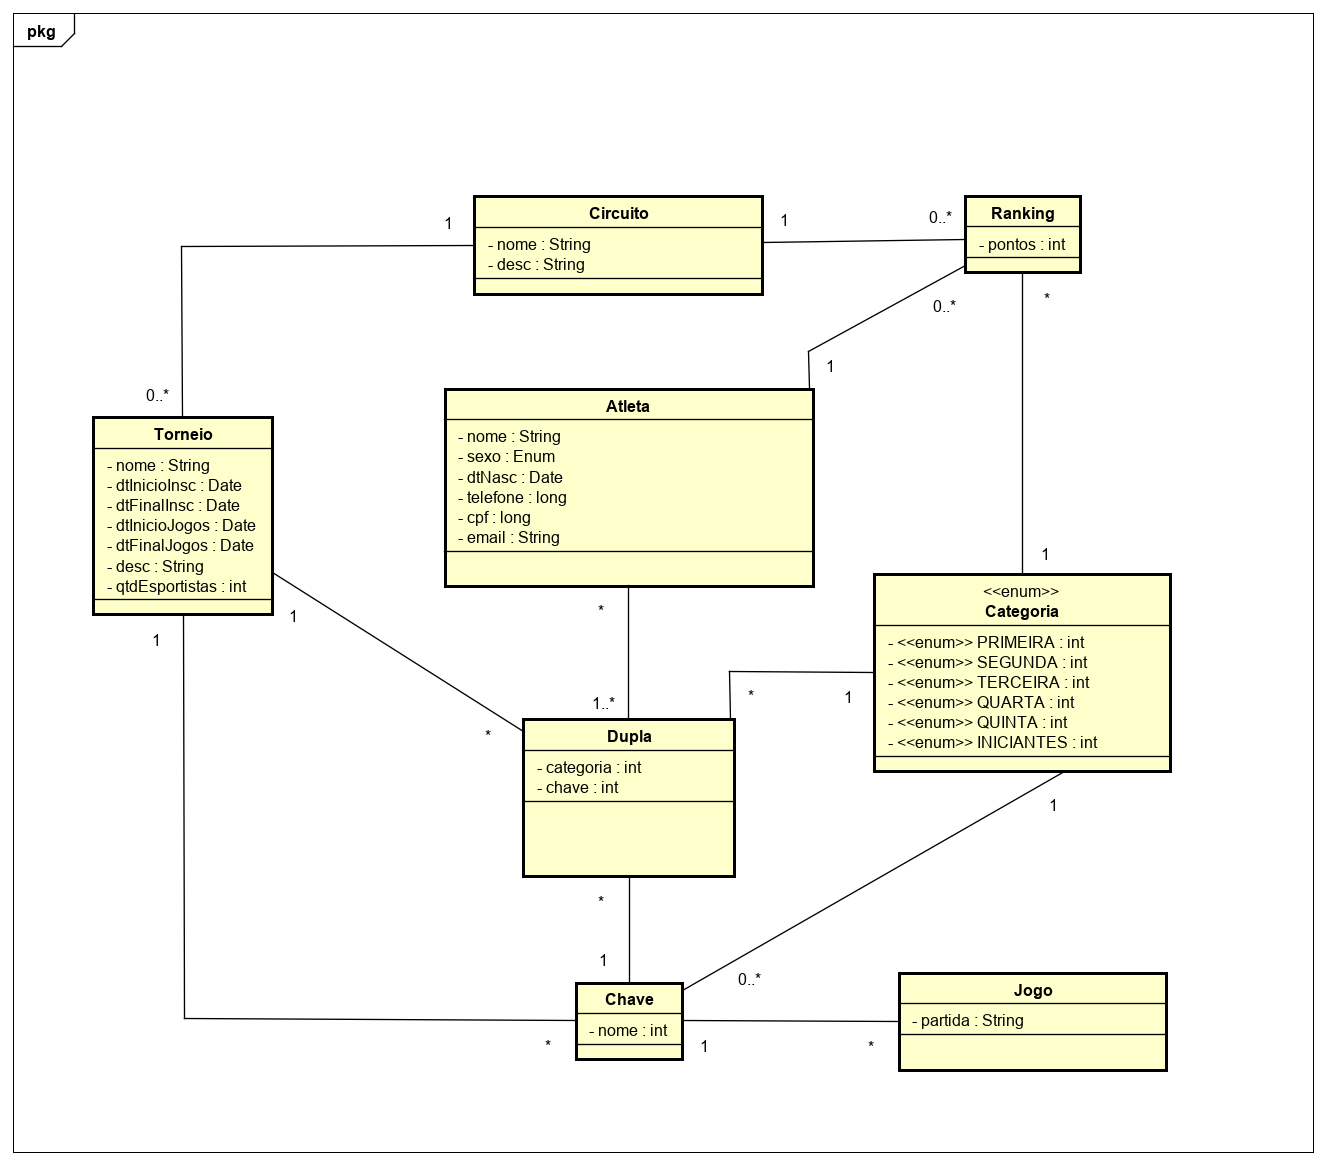 pkg
Circuito
- nome : String
- desc : String
1
1
0..*
Ranking
- pontos : int
0..*
*
1
0..*
Torneio
- nome : String
- dtInicioInsc : Date
- dtFinalInsc : Date
- dtInicioJogos : Date
- dtFinalJogos : Date
- desc : String
- qtdEsportistas : int
1
1
Atleta
- nome : String
- sexo : Enum
- dtNasc : Date
- telefone : long
- cpf : long
- email : String
*
1..*
1
<<enum>>
Categoria
- <<enum>> PRIMEIRA : int
- <<enum>> SEGUNDA : int
- <<enum>> TERCEIRA : int
- <<enum>> QUARTA : int
- <<enum>> QUINTA : int
- <<enum>> INICIANTES : int
*
1
1
*
Dupla
- categoria : int
- chave : int
*
1
0..*
Chave
- nome : int
*
1
*
Jogo
- partida : String